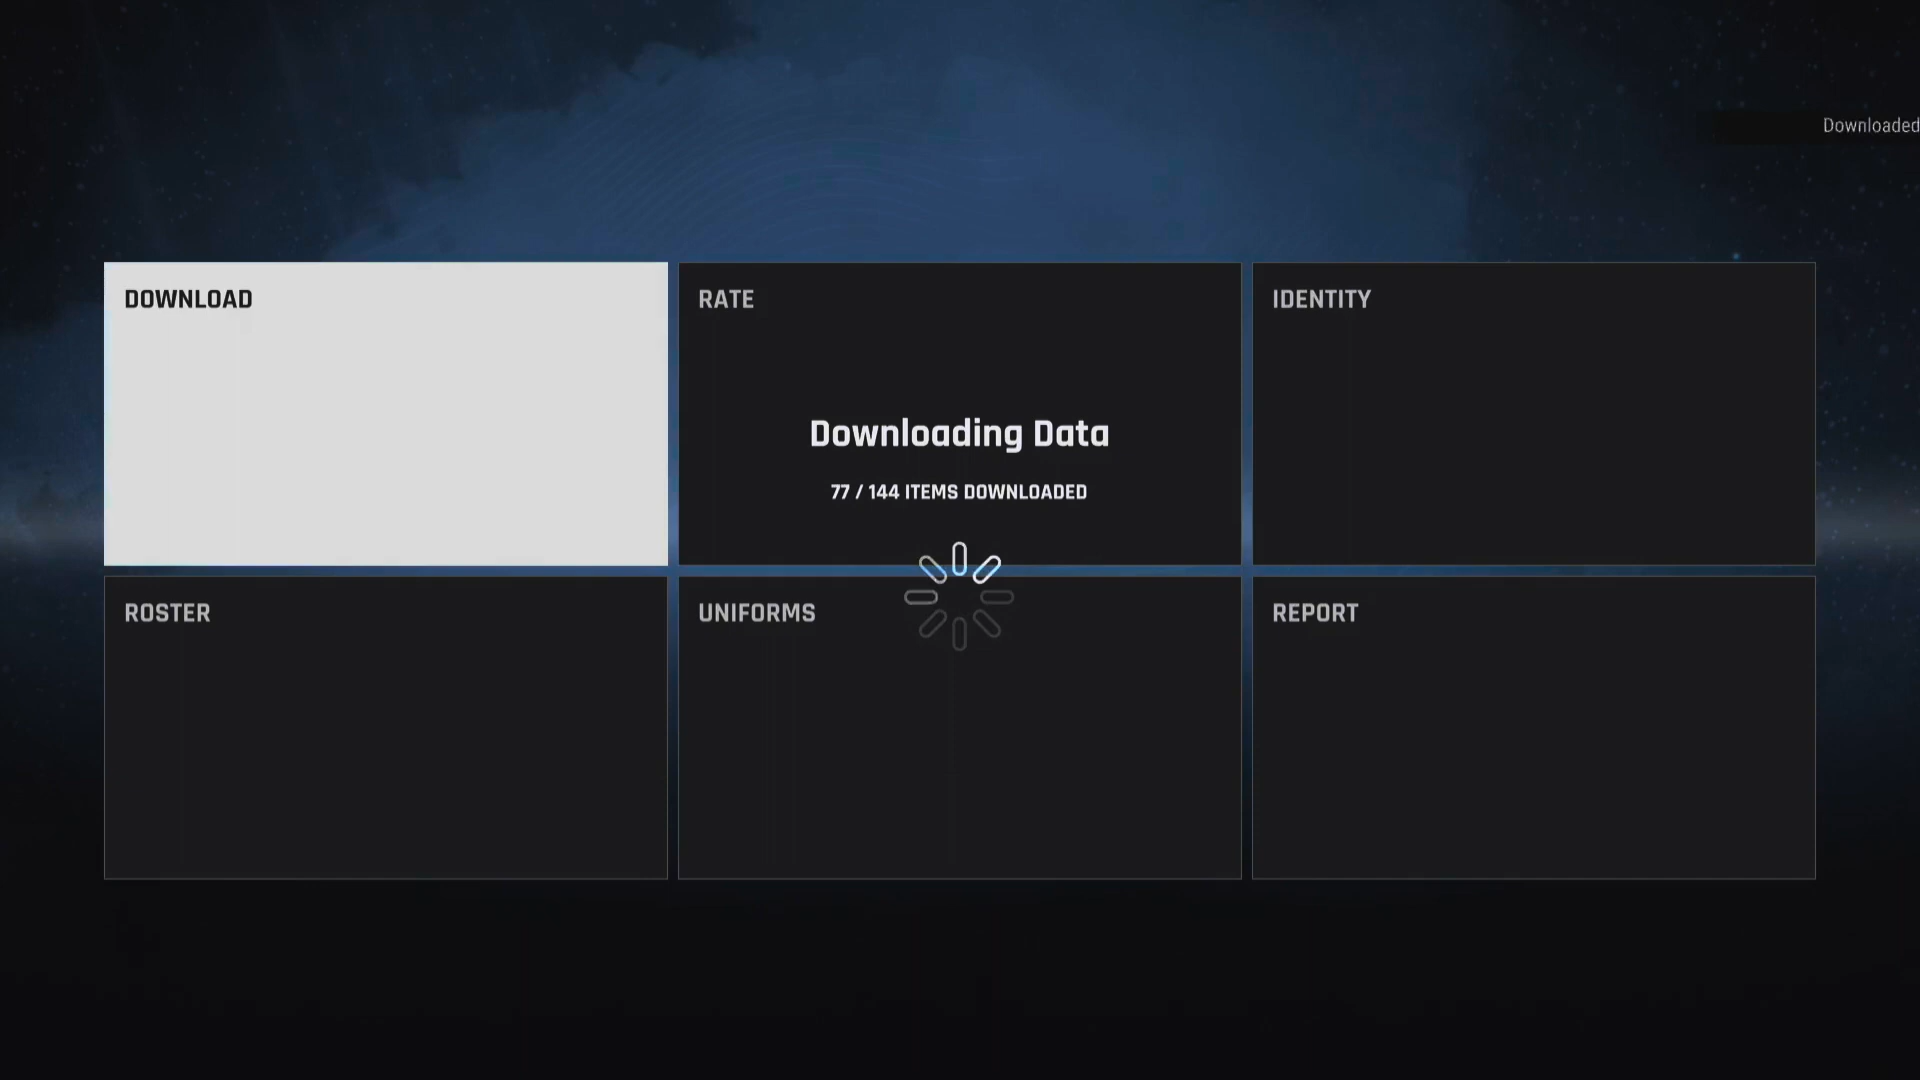 Downloaded
DOWNLOAD
RATE
IDENTITY
Downloading Data
77 / 144 ITEMS DOWNLOADED
ROSTER
UNIFORMS
REPORT